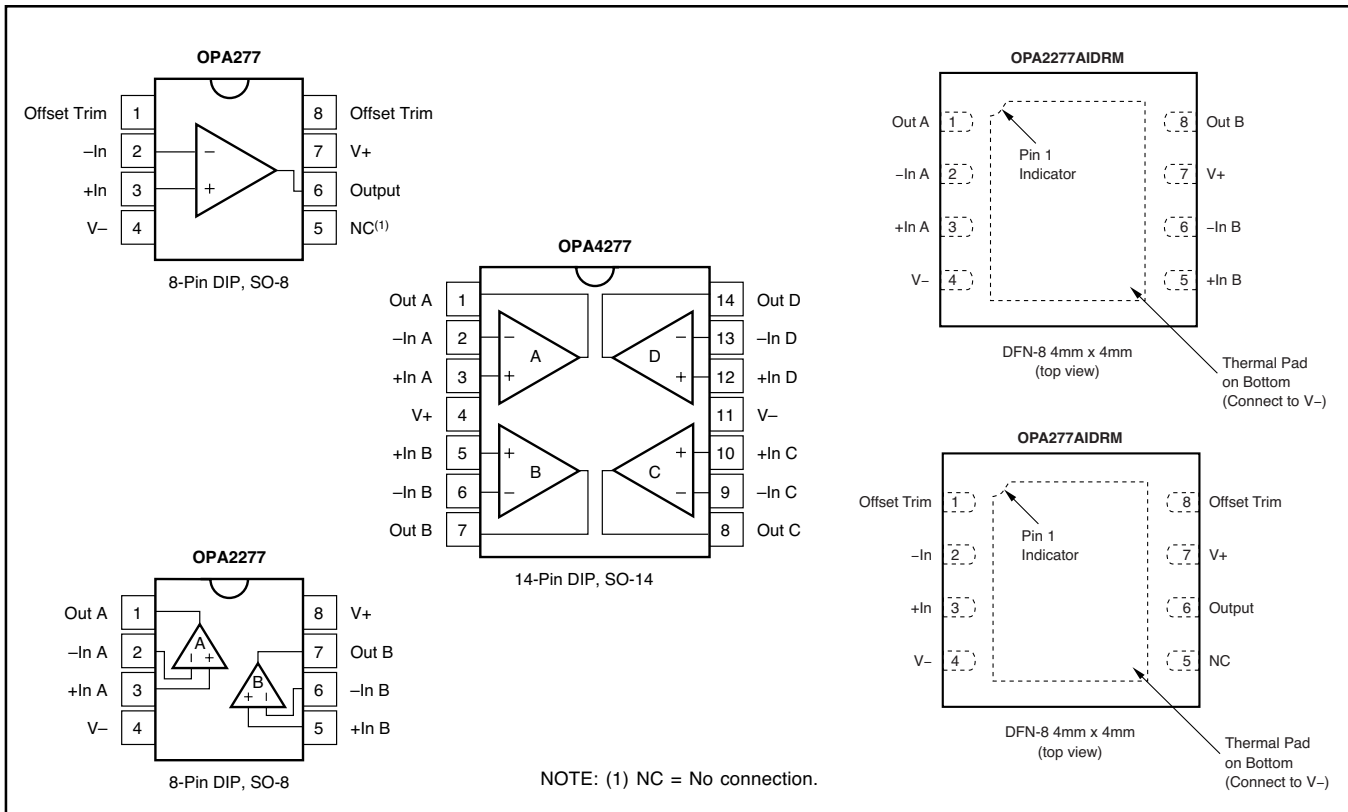 OPA277
Offset Trim 1 8 Offset Trim
–In 2 – 7 V+
+In 3 + 6 Output
V– 4 5 NC(1)
8-Pin DIP, SO-8
OPA4277
Out A 1 14 Out D
–In A 2 – – 13 –In D
A D
+In A 3 + + 12 +In D
V+ 4 11 V–
+In B 5 + + 10 +In C
B C
–In B 6 – – 9 –In C
Out B 7 8 Out C
14-Pin DIP, SO-14
OPA2277
Out A 1 8 V+
A
–In A 2 – + 7 Out B
B
+In A 3 + – 6 –In B
V– 4 5 +In B
8-Pin DIP, SO-8
NOTE: (1) NC = No connection.
OPA2277AIDRM
Out A 1 8 Out B
Pin 1
Indicator
–In A 2 7 V+
+In A 3 6 –In B
V– 4 5 +In B
DFN-8 4mm x 4mm
(top view)
Thermal Pad
on Bottom
(Connect to V–)
OPA277AIDRM
Offset Trim 1 8 Offset Trim
Pin 1
Indicator
–In 2 7 V+
+In 3 6 Output
V– 4 5 NC
DFN-8 4mm x 4mm
(top view)
Thermal Pad
on Bottom
(Connect to V–)